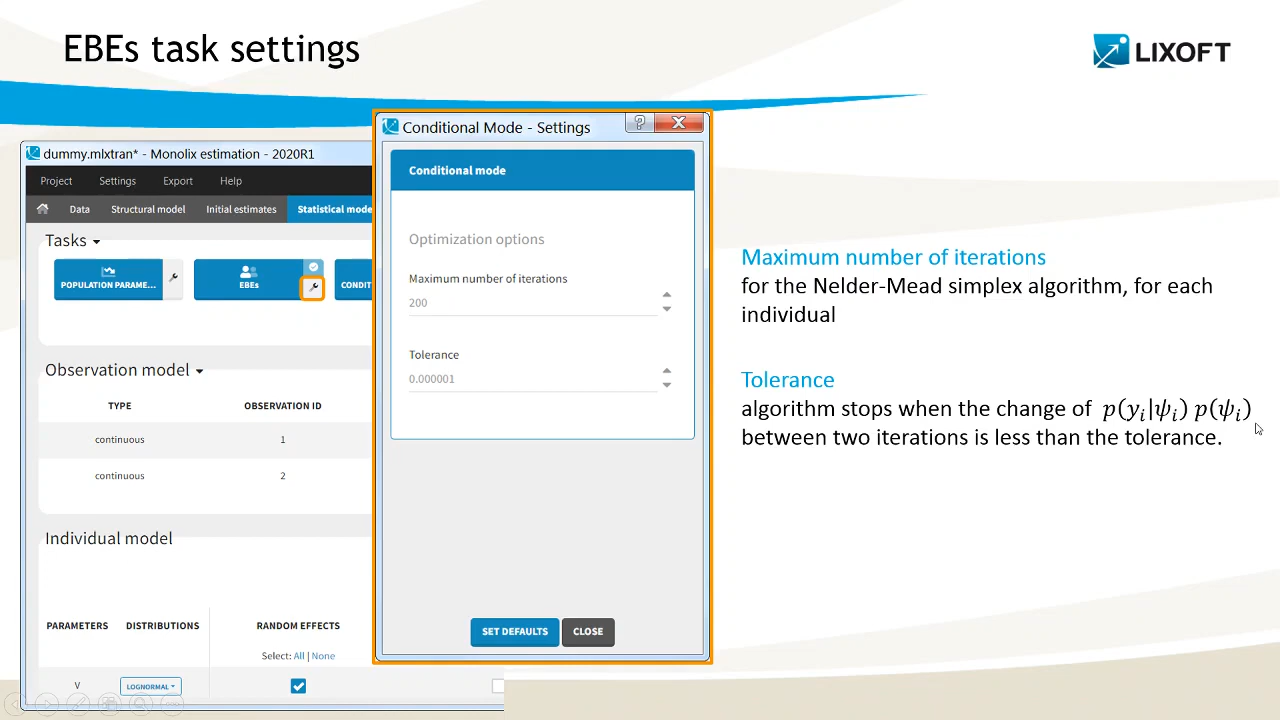 EBEs task settings
LIXOFT
dummy.mlxtran* - Monolix estimation - 2020R1
Project Settings Export Help
Data Structural model Initial estimates Statistical mode
Tasks
POPULATION PARAME...
EBEs
CONDIT
Observation model
TYPE OBSERVATION ID
continuous 1
continuous 2
Individual model
PARAMETERS DISTRIBUTIONS RANDOM EFFECTS
Select: All | None
V LOGNORMAL
Conditional Mode - Settings
?
Conditional mode
Optimization options
Maximum number of iterations
200
Tolerance
0.000001
SET DEFAULTS CLOSE
Maximum number of iterations
for the Nelder-Mead simplex algorithm, for each
individual
Tolerance
algorithm stops when the change of p(yᵢ|ψᵢ) p(ψᵢ)
between two iterations is less than the tolerance.